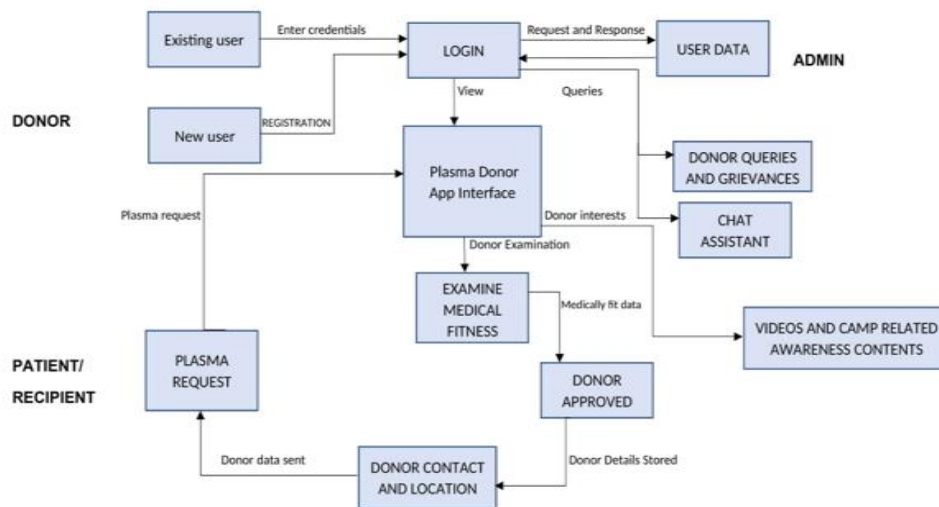 Existing user
Enter credentials
LOGIN
Request and Response
USER DATA
ADMIN
View
Queries
DONOR
New user
REGISTRATION
Plasma Donor
App Interface
DONOR QUERIES
AND GRIEVANCES
Plasma request
Donor interests
CHAT
ASSISTANT
Donor Examination
EXAMINE
MEDICAL
FITNESS
Medically fit data
VIDEOS AND CAMP RELATED
AWARENESS CONTENTS
PATIENT/
RECIPIENT
PLASMA
REQUEST
DONOR
APPROVED
Donor data sent
DONOR CONTACT
AND LOCATION
Donor Details Stored